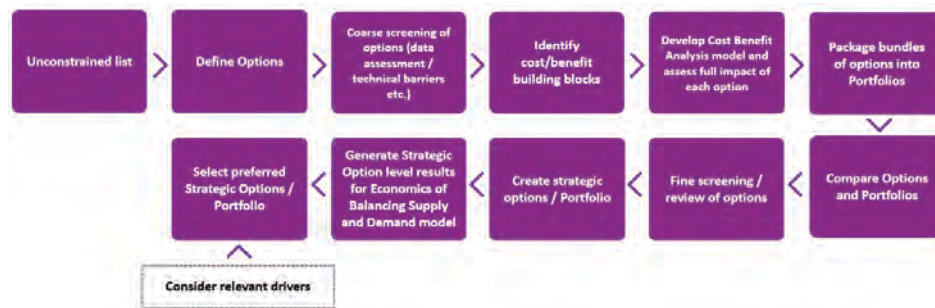 Unconstrained list
Define Options
Coarse screening of
options (data
assessment /
technical barriers
etc.)
Identify
cost/benefit
building blocks
Develop Cost Benefit
Analysis model and
assess full impact of
each option
Package bundles
of options into
Portfolios
Compare Options
and Portfolios
Fine screening /
review of options
Create strategic
options / Portfolio
Generate Strategic
Option level results
for Economics of
Balancing Supply
and Demand model
Select preferred
Strategic Options /
Portfolio
Consider relevant drivers